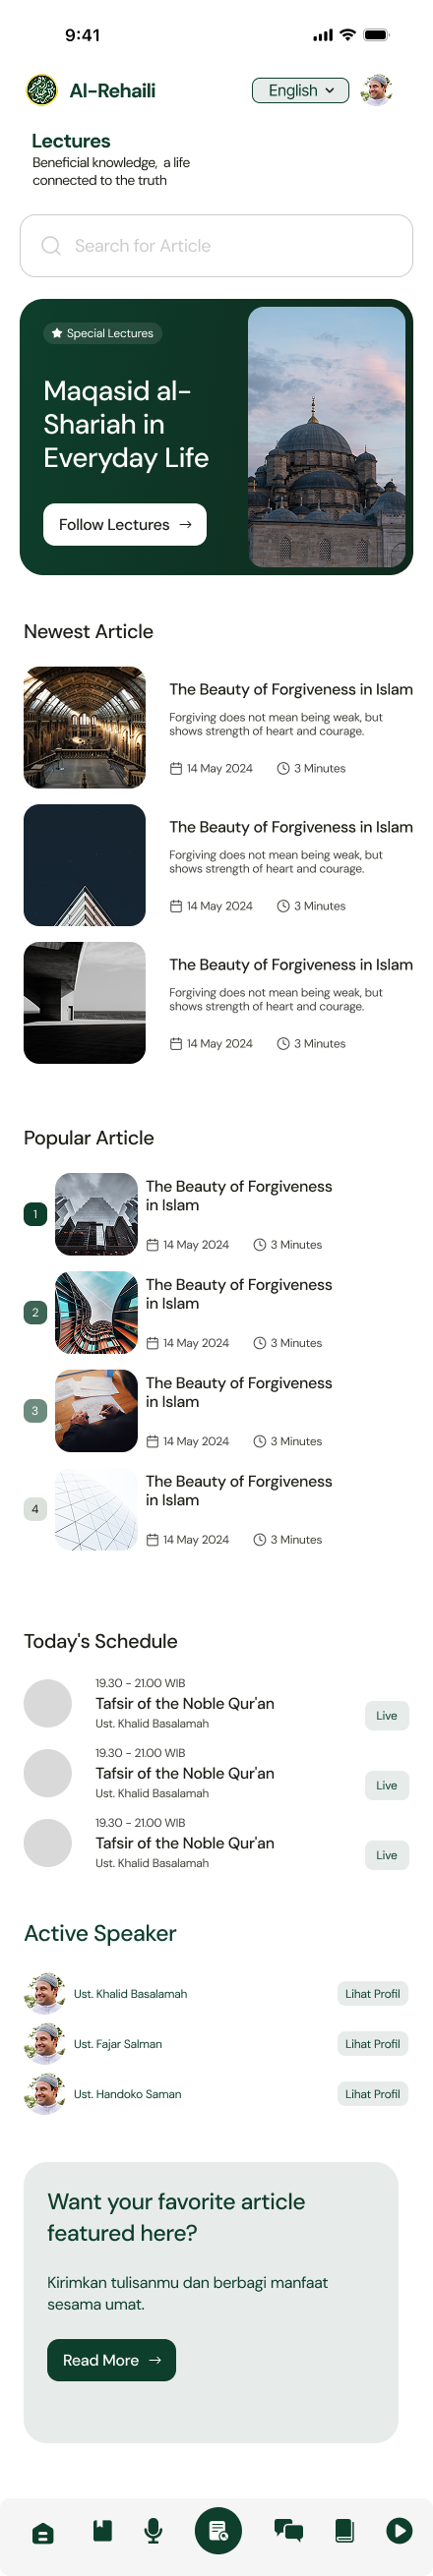 9:41
Al-Rehaili
English
Lectures
Beneficial knowledge, a life
connected to the truth
Search for Article
Special Lectures
Maqasid al-
Shariah in
Everyday Life
Follow Lectures →
Newest Article
The Beauty of Forgiveness in Islam
Forgiving does not mean being weak, but
shows strength of heart and courage.
14 May 2024 3 Minutes
The Beauty of Forgiveness in Islam
Forgiving does not mean being weak, but
shows strength of heart and courage.
14 May 2024 3 Minutes
The Beauty of Forgiveness in Islam
Forgiving does not mean being weak, but
shows strength of heart and courage.
14 May 2024 3 Minutes
Popular Article
1
The Beauty of Forgiveness
in Islam
14 May 2024 3 Minutes
2
The Beauty of Forgiveness
in Islam
14 May 2024 3 Minutes
3
The Beauty of Forgiveness
in Islam
14 May 2024 3 Minutes
4
The Beauty of Forgiveness
in Islam
14 May 2024 3 Minutes
Today's Schedule
19.30 - 21.00 WIB
Tafsir of the Noble Qur'an
Ust. Khalid Basalamah
Live
19.30 - 21.00 WIB
Tafsir of the Noble Qur'an
Ust. Khalid Basalamah
Live
19.30 - 21.00 WIB
Tafsir of the Noble Qur'an
Ust. Khalid Basalamah
Live
Active Speaker
Ust. Khalid Basalamah Lihat Profil
Ust. Fajar Salman Lihat Profil
Ust. Handoko Saman Lihat Profil
Want your favorite article
featured here?
Kirimkan tulisanmu dan berbagi manfaat
sesama umat.
Read More →